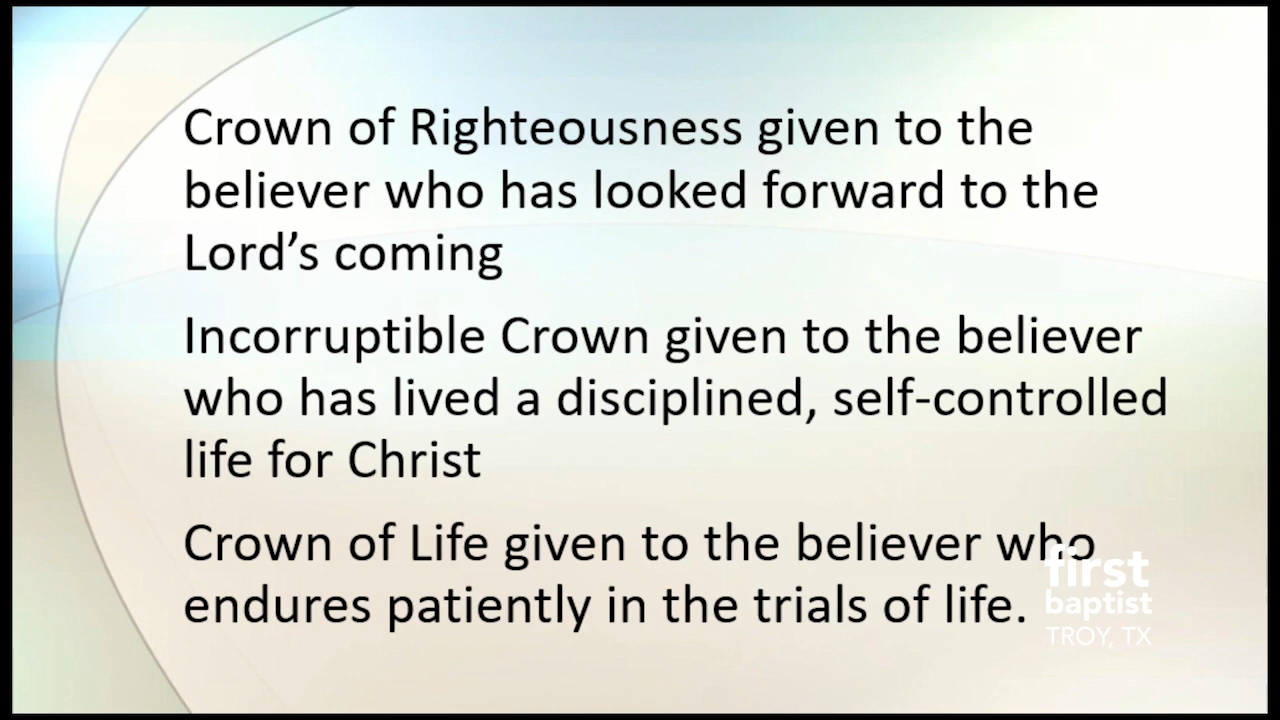 Crown of Righteousness given to the
believer who has looked forward to the
Lord’s coming
Incorruptible Crown given to the believer
who has lived a disciplined, self-controlled
life for Christ
Crown of Life given to the believer who
endures patiently in the trials of life.
first
baptist
TROY, TX